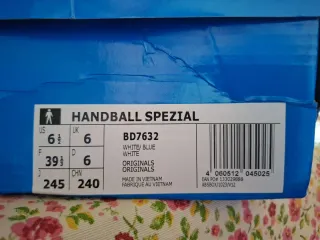 HANDBALL SPEZIAL
US 6½ UK 6
F 39½ D 6
J 245 CHN 240
BD7632
WHITE/ BLUE
WHITE
ORIGINALS
ORIGINALS
MADE IN VIETNAM
FABRIQUÉ AU VIETNAM
4 060512 045025